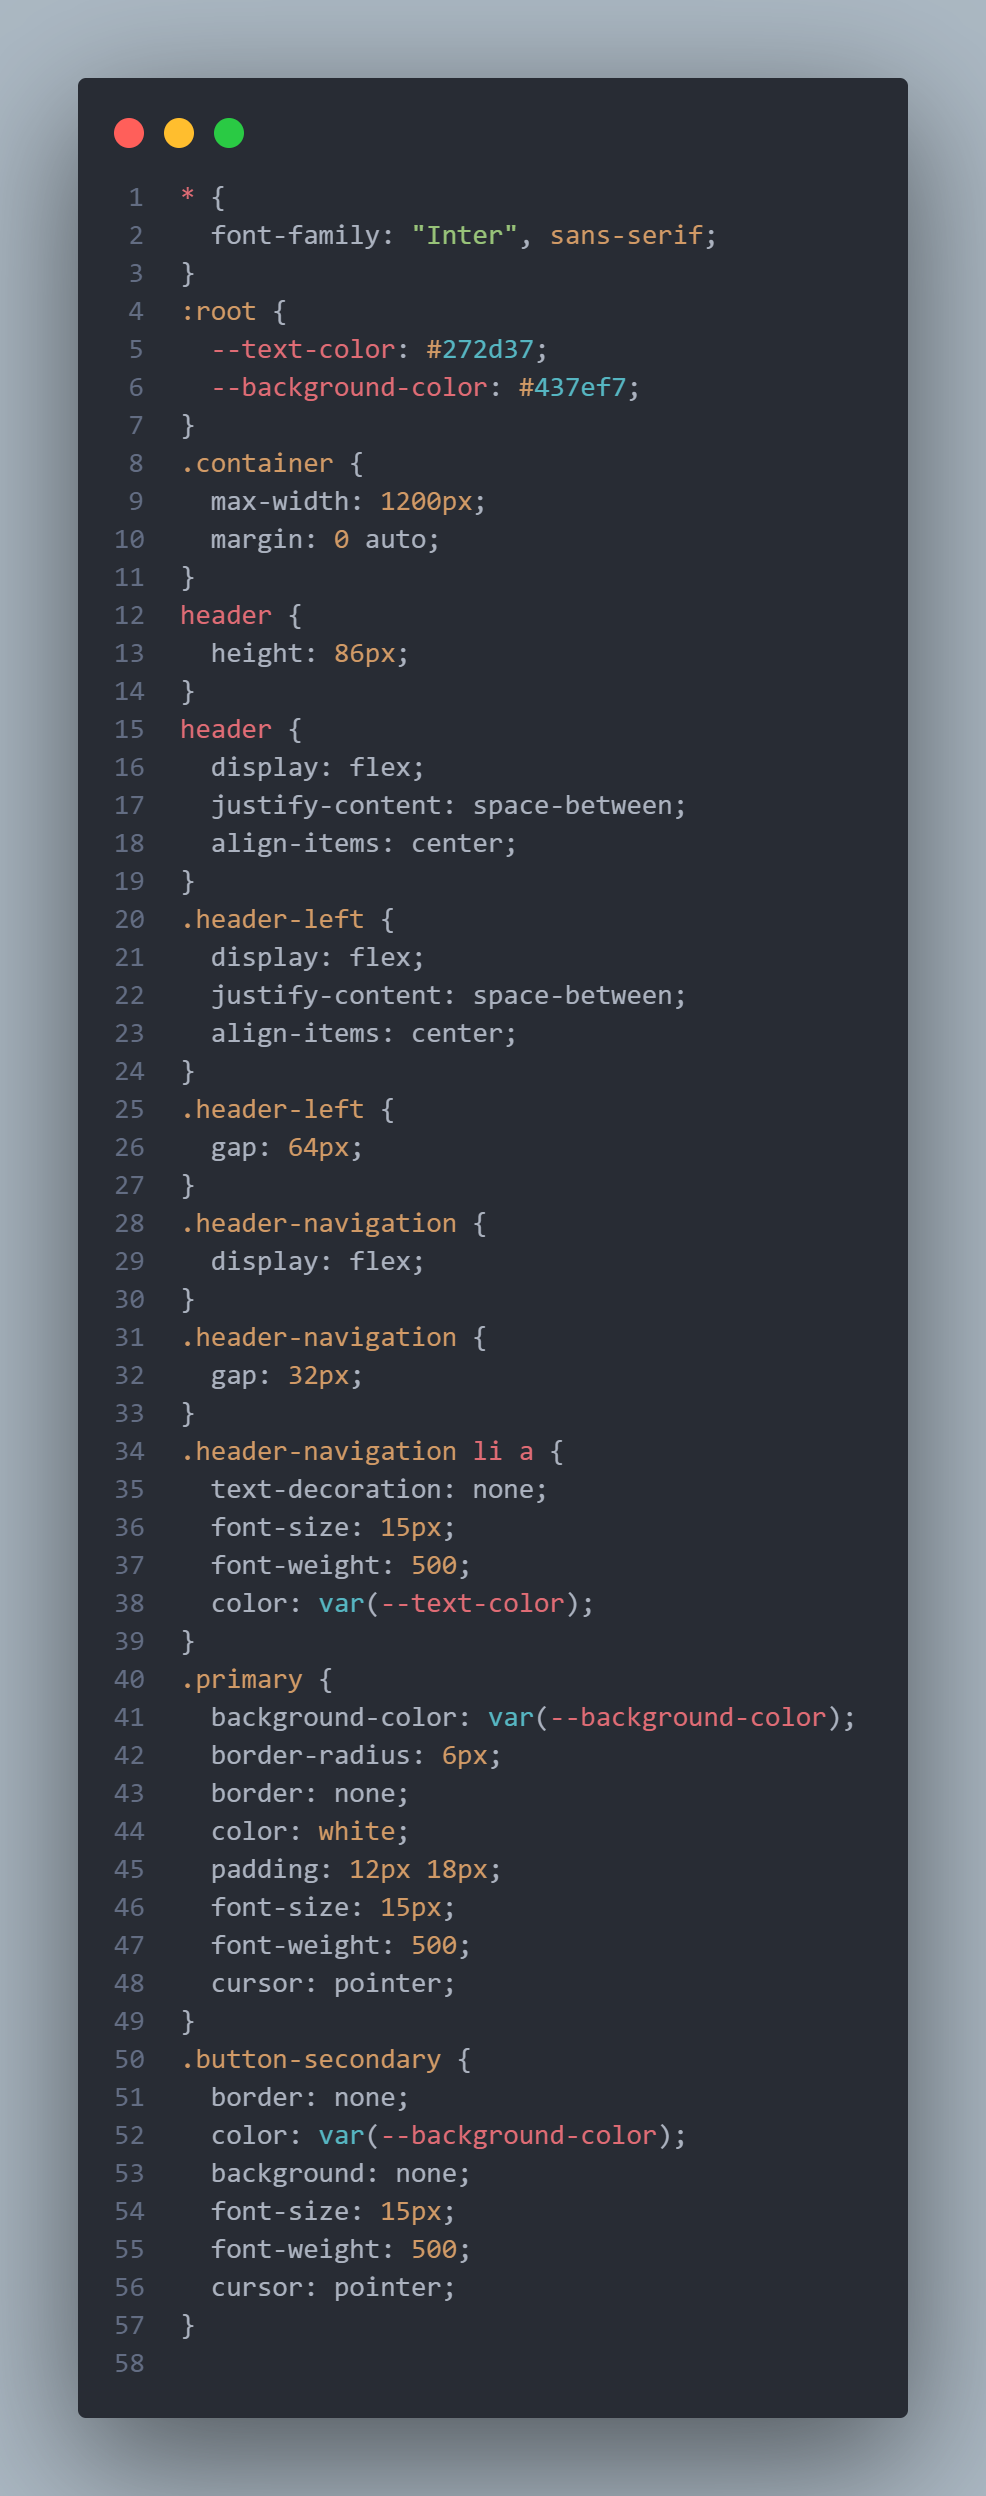 1 * {
2   font-family: "Inter", sans-serif;
3 }
4 :root {
5   --text-color: #272d37;
6   --background-color: #437ef7;
7 }
8 .container {
9   max-width: 1200px;
10   margin: 0 auto;
11 }
12 header {
13   height: 86px;
14 }
15 header {
16   display: flex;
17   justify-content: space-between;
18   align-items: center;
19 }
20 .header-left {
21   display: flex;
22   justify-content: space-between;
23   align-items: center;
24 }
25 .header-left {
26   gap: 64px;
27 }
28 .header-navigation {
29   display: flex;
30 }
31 .header-navigation {
32   gap: 32px;
33 }
34 .header-navigation li a {
35   text-decoration: none;
36   font-size: 15px;
37   font-weight: 500;
38   color: var(--text-color);
39 }
40 .primary {
41   background-color: var(--background-color);
42   border-radius: 6px;
43   border: none;
44   color: white;
45   padding: 12px 18px;
46   font-size: 15px;
47   font-weight: 500;
48   cursor: pointer;
49 }
50 .button-secondary {
51   border: none;
52   color: var(--background-color);
53   background: none;
54   font-size: 15px;
55   font-weight: 500;
56   cursor: pointer;
57 }
58